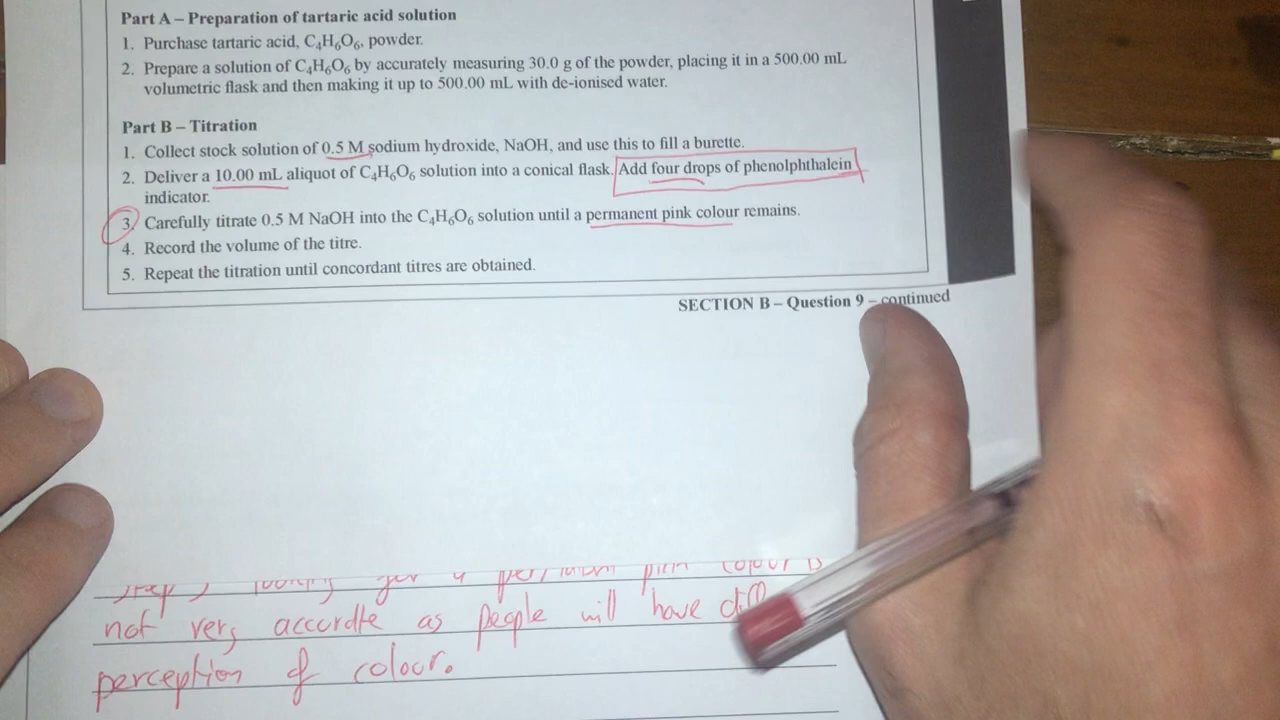 Part A – Preparation of tartaric acid solution
1. Purchase tartaric acid, C₄H₆O₆, powder.
2. Prepare a solution of C₄H₆O₆ by accurately measuring 30.0 g of the powder, placing it in a 500.00 mL
volumetric flask and then making it up to 500.00 mL with de-ionised water.
Part B – Titration
1. Collect stock solution of 0.5 M sodium hydroxide, NaOH, and use this to fill a burette.
2. Deliver a 10.00 mL aliquot of C₄H₆O₆ solution into a conical flask. Add four drops of phenolphthalein
indicator.
3. Carefully titrate 0.5 M NaOH into the C₄H₆O₆ solution until a permanent pink colour remains.
4. Record the volume of the titre.
5. Repeat the titration until concordant titres are obtained.
SECTION B – Question 9 – continued
looking for a permanent pink colour is
not very accurate as people will have
perception of colour.